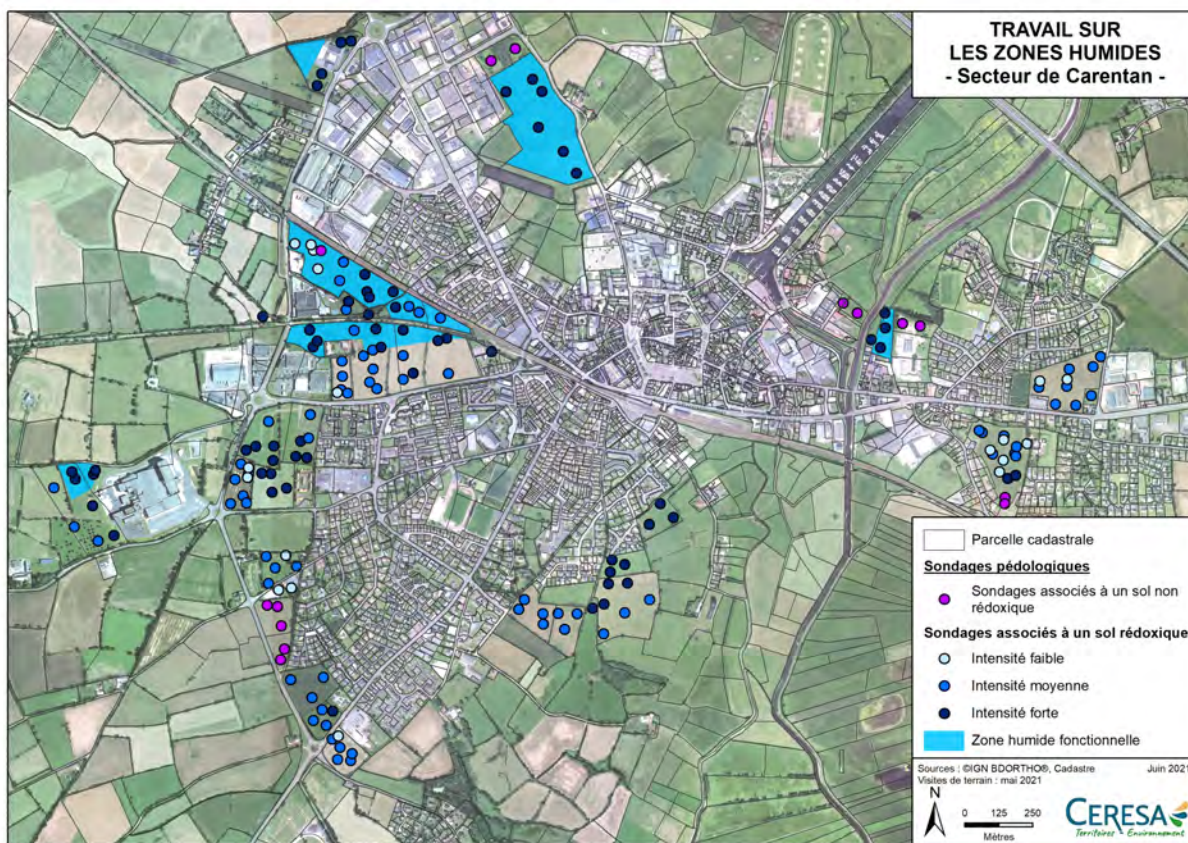 TRAVAIL SUR
LES ZONES HUMIDES
- Secteur de Carentan -
Parcelle cadastrale
Sondages pédologiques
Sondages associés à un sol non
rédoxique
Sondages associés à un sol rédoxique
Intensité faible
Intensité moyenne
Intensité forte
Zone humide fonctionnelle
Sources : ©IGN BDORTHO®, Cadastre Juin 2021
Visites de terrain : mai 2021
N
0 125 250
Mètres
CERESA
Territoires - Environnement